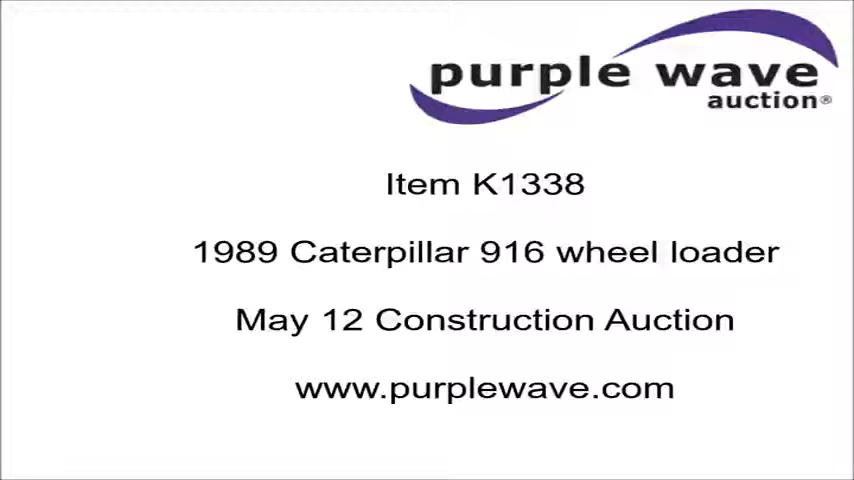 purple wave
auction®
Item K1338
1989 Caterpillar 916 wheel loader
May 12 Construction Auction
www.purplewave.com